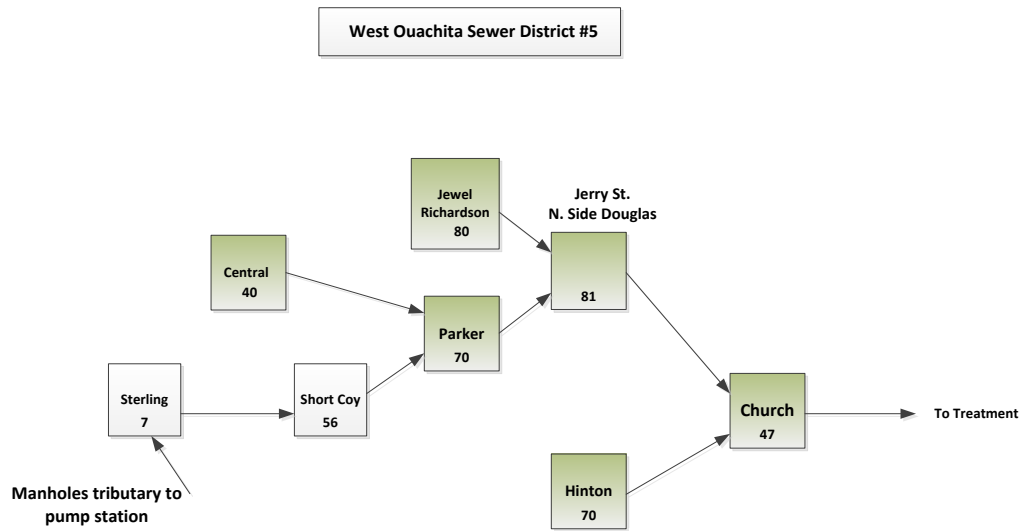 West Ouachita Sewer District #5
Jewel
Richardson
80
Jerry St.
N. Side Douglas
81
Central
40
Parker
70
Sterling
7
Short Coy
56
Church
47
To Treatment
Hinton
70
Manholes tributary to
pump station